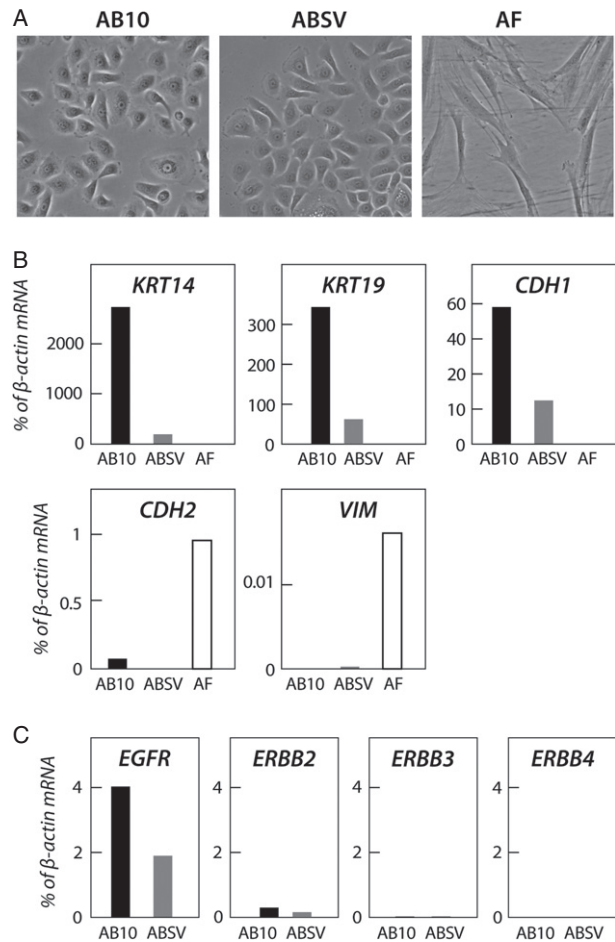 A
AB10 ABSV AF
B
% of β-actin mRNA
KRT14
2000
1000
0
AB10 ABSV AF
KRT19
300
200
100
0
AB10 ABSV AF
CDH1
60
20
10
0
AB10 ABSV AF
% of β-actin mRNA
CDH2
1
0.5
0
AB10 ABSV AF
VIM
0.01
0
AB10 ABSV AF
C
% of β-actin mRNA
EGFR
4
2
0
AB10 ABSV
ERBB2
4
2
0
AB10 ABSV
ERBB3
4
2
0
AB10 ABSV
ERBB4
4
2
0
AB10 ABSV